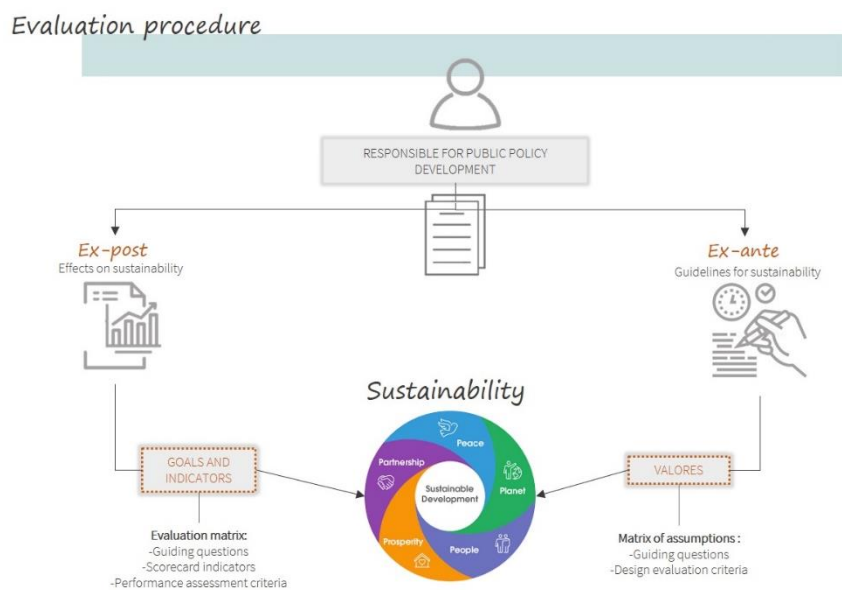 Evaluation procedure
RESPONSIBLE FOR PUBLIC POLICY
DEVELOPMENT
Ex-post
Effects on sustainability
Ex-ante
Guidelines for sustainability
Sustainability
Peace
Partnership
Planet
Sustainable
Development
Prosperity
People
GOALS AND
INDICATORS
Evaluation matrix:
-Guiding questions
-Scorecard indicators
-Performance assessment criteria
VALORES
Matrix of assumptions :
-Guiding questions
-Design evaluation criteria